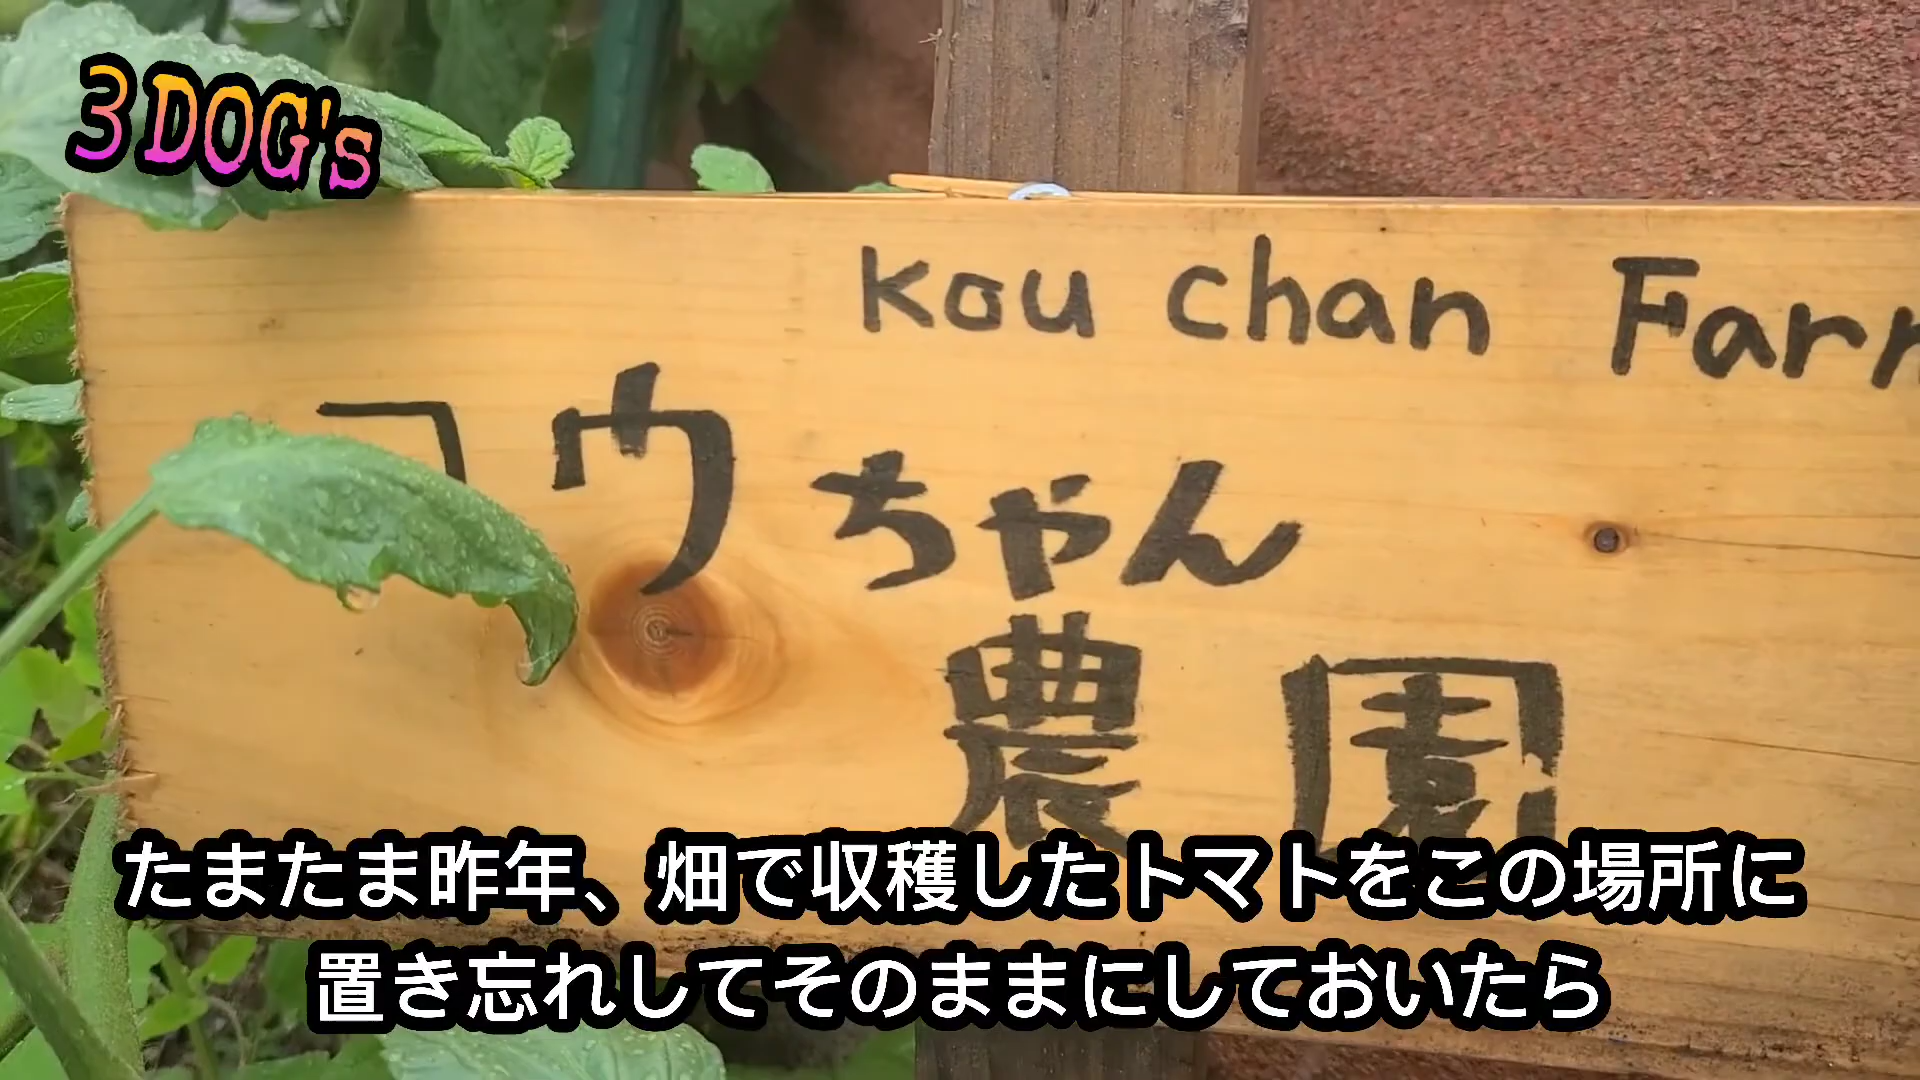 3 DOG's
Kou chan Farm
コウちゃん
農園
たまたま昨年、畑で収穫したトマトをこの場所に
置き忘れしてそのままにしておいたら